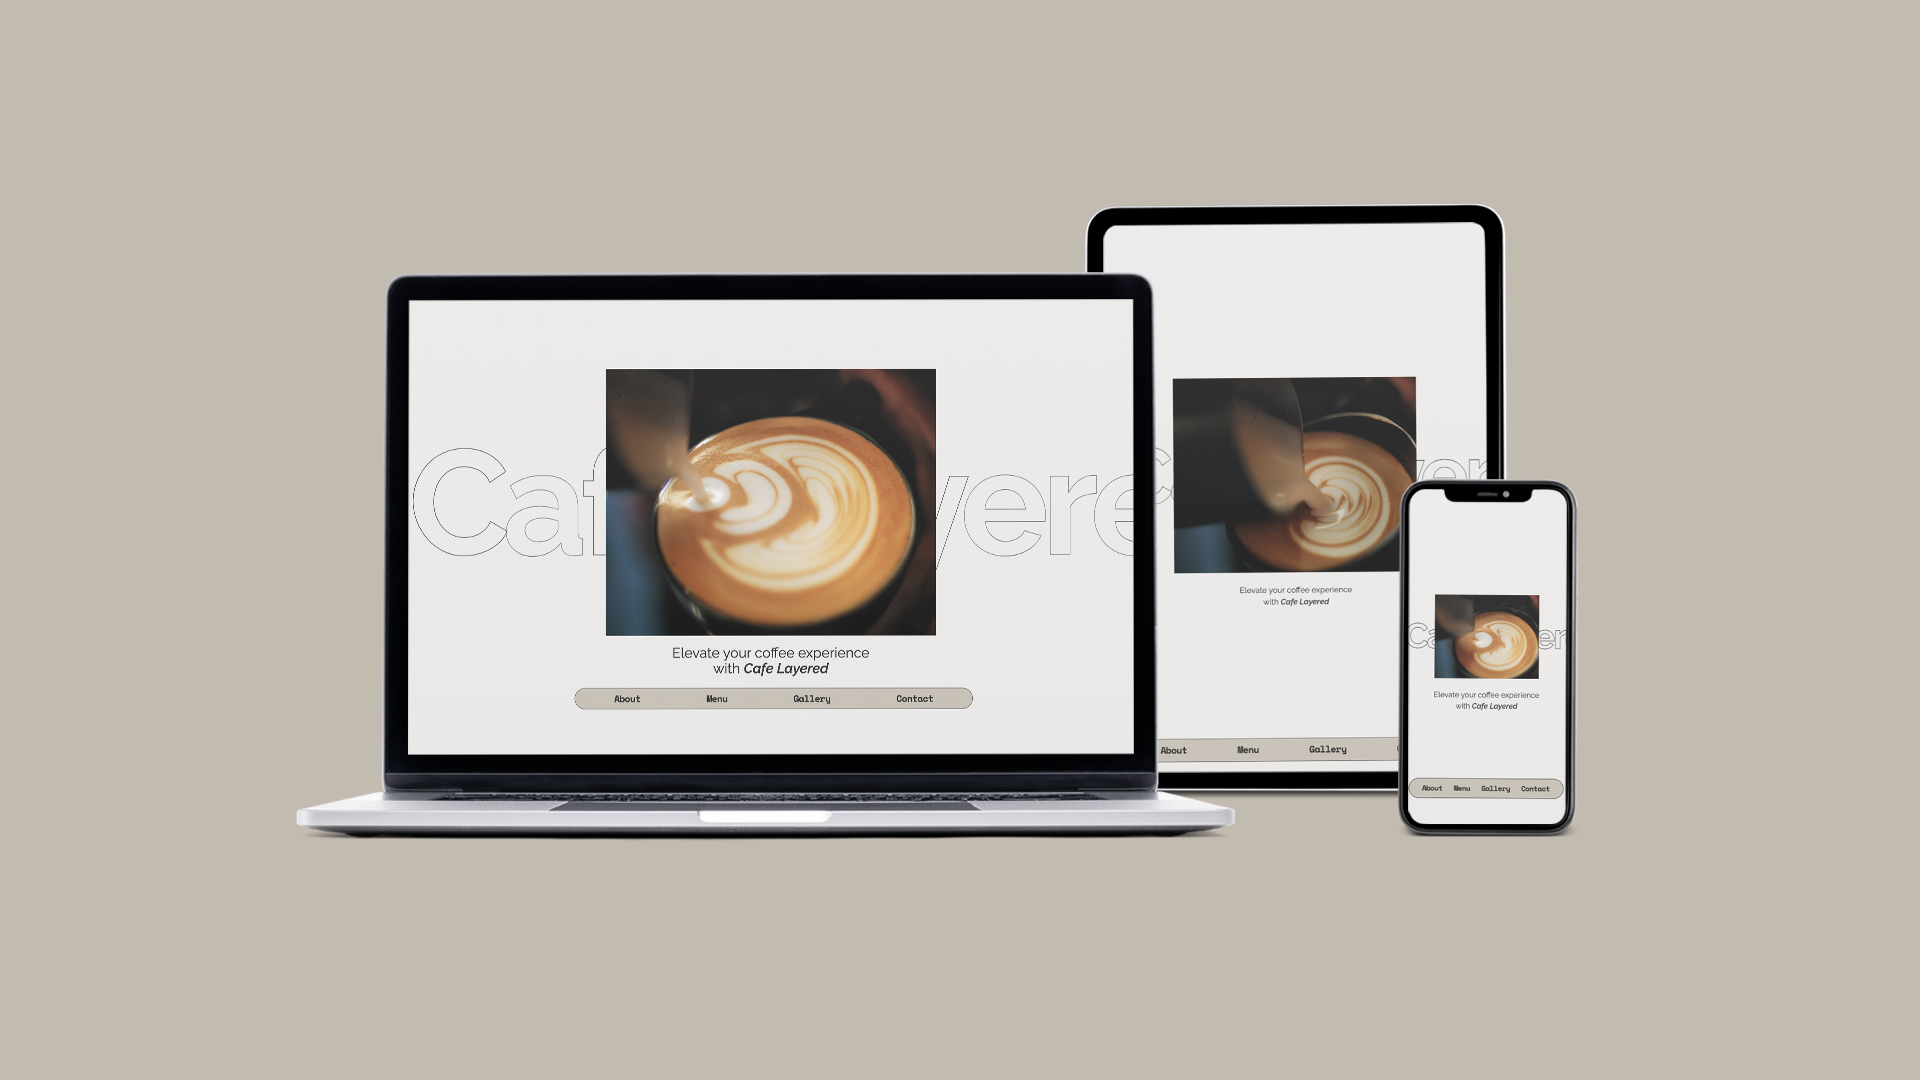 Caf
yere
Elevate your coffee experience
with Cafe Layered
About Menu Gallery Contact
yer
Elevate your coffee experience
with Cafe Layered
About Menu Gallery
Ca
er
Elevate your coffee experience
with Cafe Layered
About Menu Gallery Contact